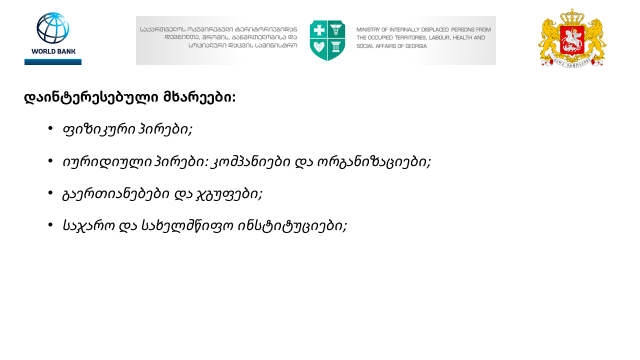 საქართველოს ოკუპირებული ტერიტორიებიდან
დევნილთა, შრომის, ჯანმრთელობისა და
სოციალური დაცვის სამინისტრო
MINISTRY OF INTERNALLY DISPLACED PERSONS FROM
THE OCCUPIED TERRITORIES, LABOUR, HEALTH AND
SOCIAL AFFAIRS OF GEORGIA
WORLD BANK
დაინტერესებული მხარეები:
• ფიზიკური პირები;
• იურიდიული პირები: კომპანიები და ორგანიზაციები;
• გაერთიანებები და ჯგუფები;
• საჯარო და სახელმწიფო ინსტიტუციები;